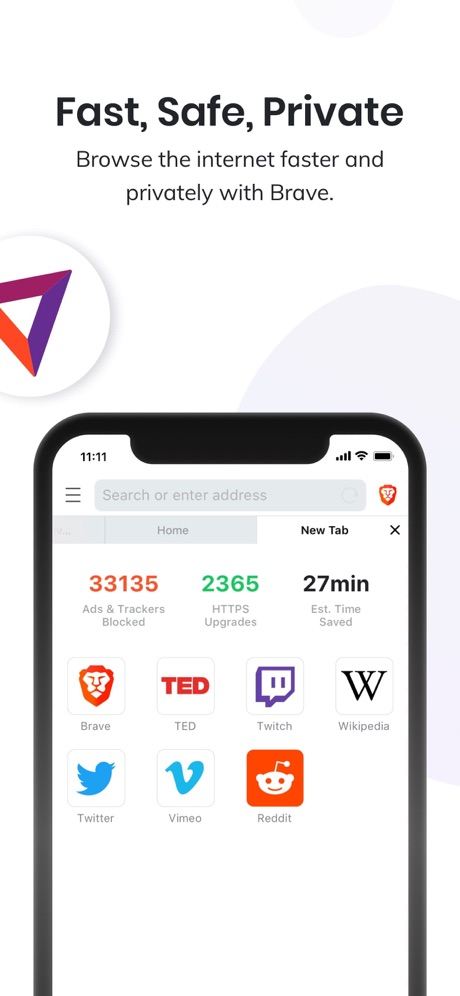 Fast, Safe, Private
Browse the internet faster and
privately with Brave.
11:11
Search or enter address
Home
New Tab
33135
2365
27min
Ads & Trackers
Blocked
HTTPS
Upgrades
Est. Time
Saved
TED
W
Brave
TED
Twitch
Wikipedia
Twitter
Vimeo
Reddit